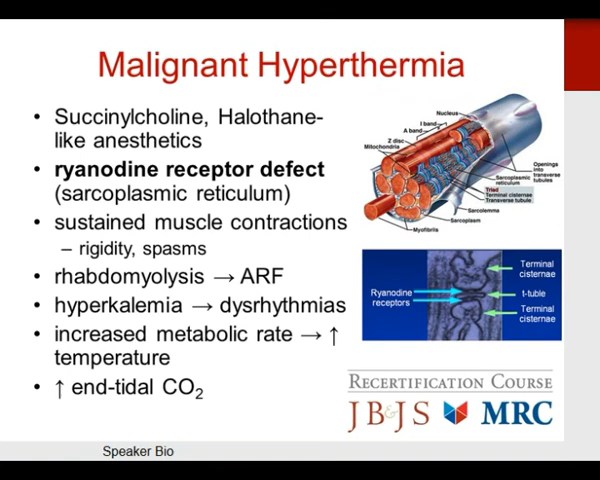 Malignant Hyperthermia
• Succinylcholine, Halothane-
like anesthetics
• ryanodine receptor defect
(sarcoplasmic reticulum)
• sustained muscle contractions
– rigidity, spasms
• rhabdomyolysis → ARF
• hyperkalemia → dysrhythmias
• increased metabolic rate → ↑
temperature
• ↑ end-tidal CO₂
Nucleus
I band
A band
Z disc
Mitochondria
Openings
into
transverse
tubules
Sarcoplasmic
reticulum
Triad
Terminal cisternae
Transverse tubule
Sarcolemma
Sarcoplasm
Myofibrils
Ryanodine
receptors
Terminal
cisternae
t-tuble
Terminal
cisternae
RECERTIFICATION COURSE
JB&JS MRC
Speaker Bio